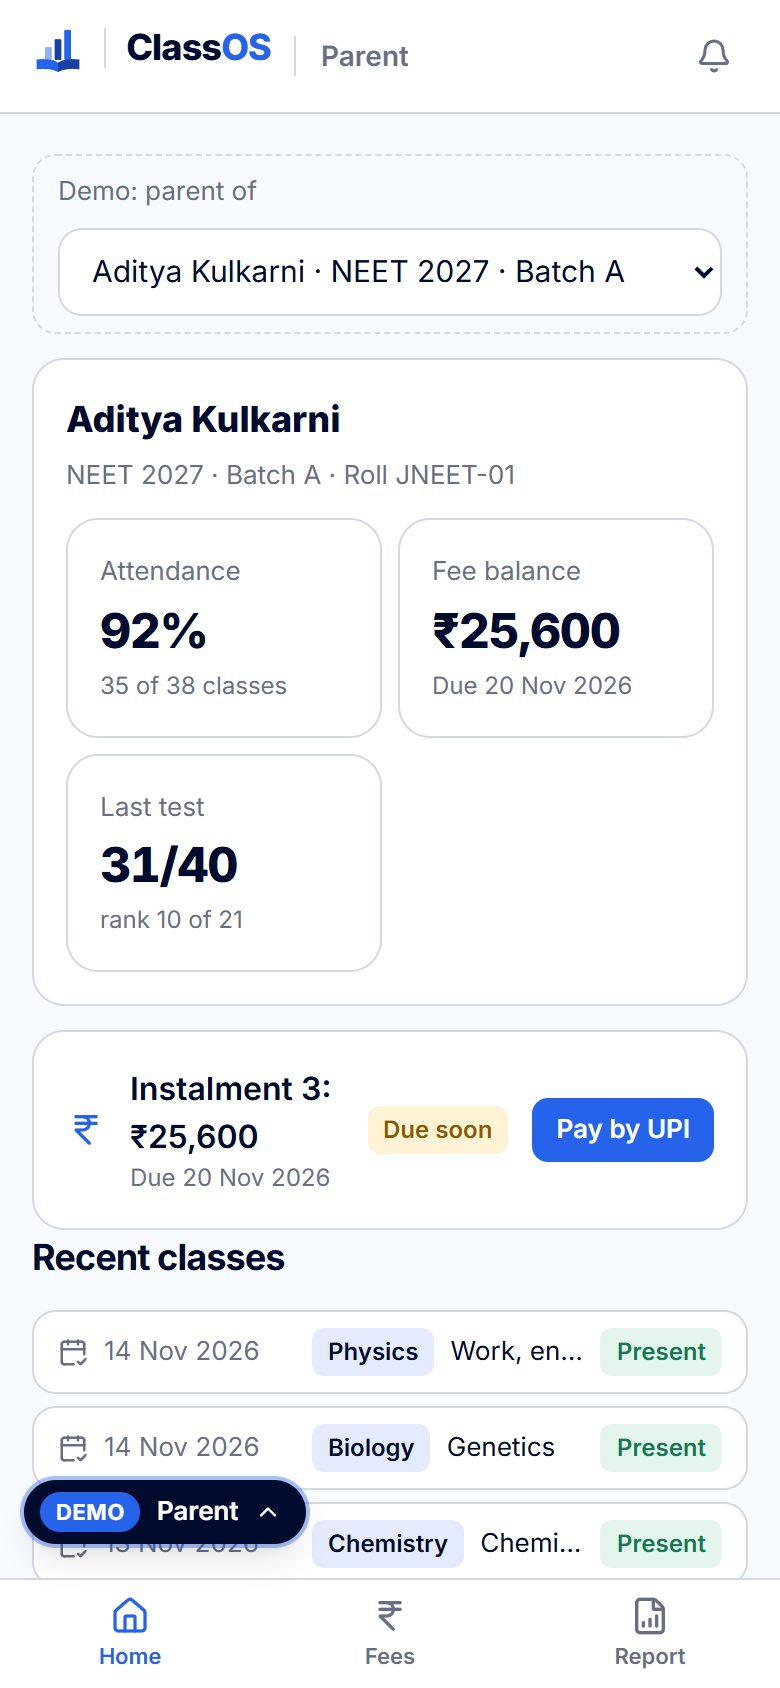 ClassOS
Parent
Demo: parent of
Aditya Kulkarni · NEET 2027 · Batch A
Aditya Kulkarni
NEET 2027 · Batch A · Roll JNEET-01
Attendance
92%
35 of 38 classes
Fee balance
₹25,600
Due 20 Nov 2026
Last test
31/40
rank 10 of 21
₹
Instalment 3:
₹25,600
Due 20 Nov 2026
Due soon
Pay by UPI
Recent classes
14 Nov 2026 Physics Work, en... Present
14 Nov 2026 Biology Genetics Present
Chemistry Chemi... Present
DEMO Parent
Home
₹
Fees
Report